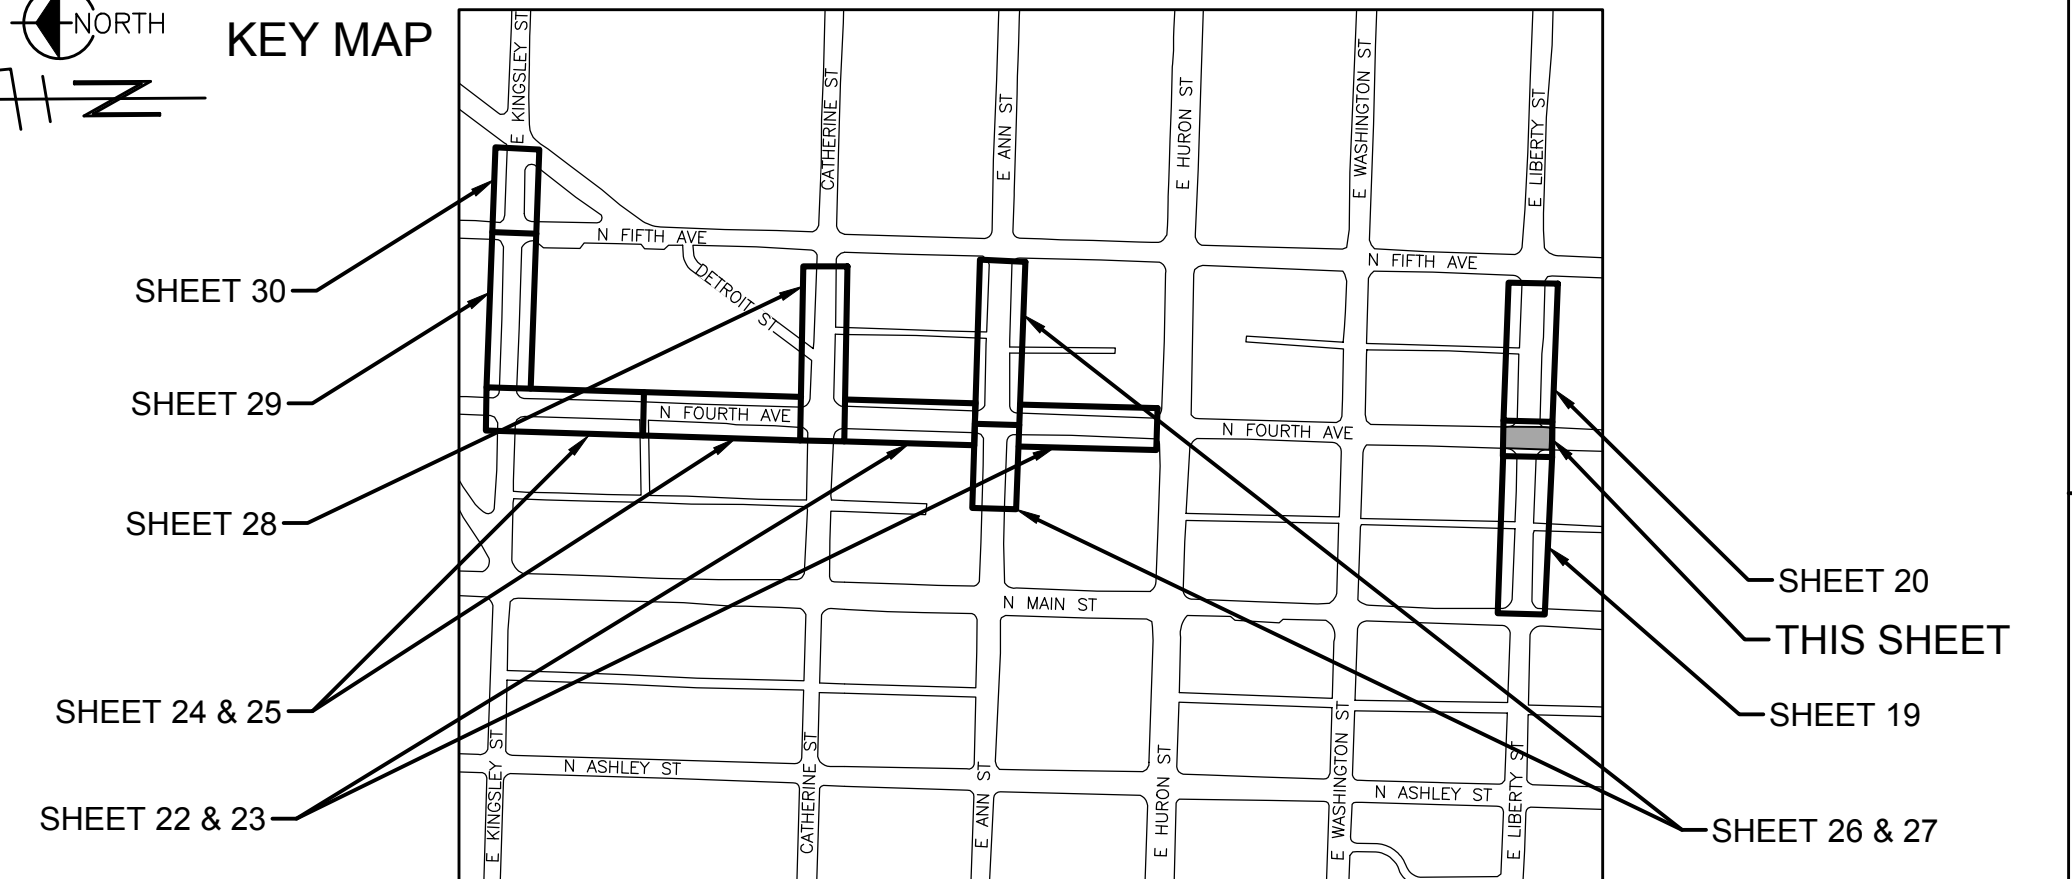 NORTH
KEY MAP
N
E KINGSLEY ST
CATHERINE ST
E ANN ST
E HURON ST
E WASHINGTON ST
E LIBERTY ST
N FIFTH AVE
N FIFTH AVE
DETROIT ST
SHEET 30
SHEET 29
SHEET 28
N FOURTH AVE
N FOURTH AVE
SHEET 20
THIS SHEET
SHEET 19
N MAIN ST
SHEET 24 & 25
SHEET 22 & 23
SHEET 26 & 27
N ASHLEY ST
N ASHLEY ST
E KINGSLEY ST
CATHERINE ST
E ANN ST
E HURON ST
E WASHINGTON ST
E LIBERTY ST